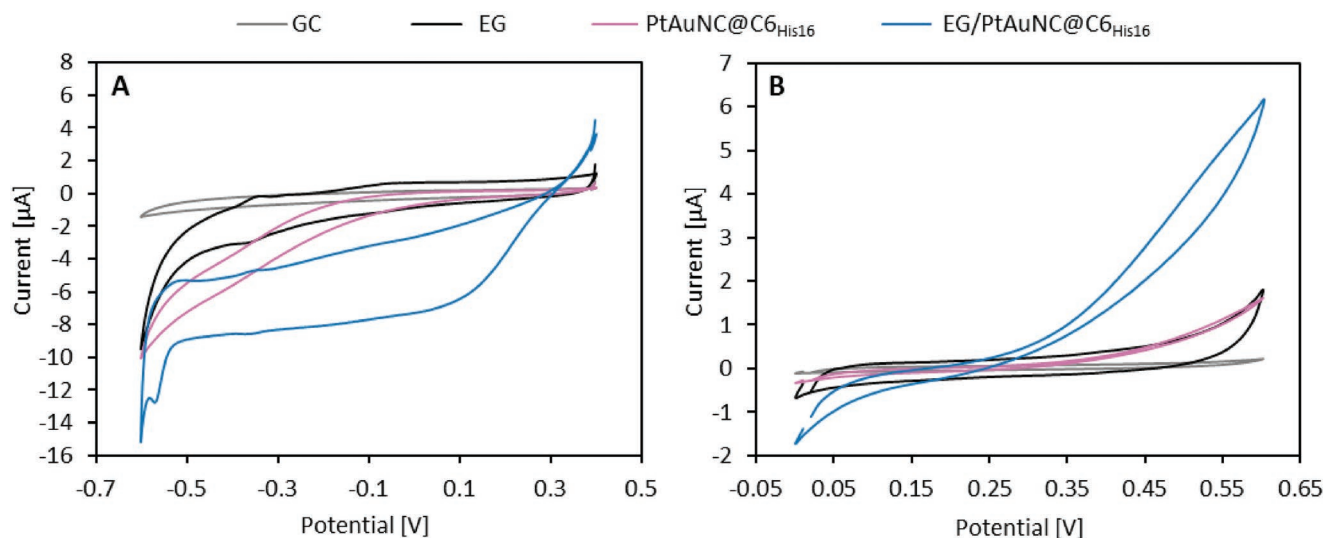 GC EG PtAuNC@C6His16 EG/PtAuNC@C6His16
A
8
6
4
2
0
-2
-4
-6
-8
-10
-12
-14
-16
Current [µA]
-0.7 -0.5 -0.3 -0.1 0.1 0.3 0.5
Potential [V]
B
7
6
5
4
3
2
1
0
-1
-2
Current [µA]
-0.05 0.05 0.15 0.25 0.35 0.45 0.55 0.65
Potential [V]